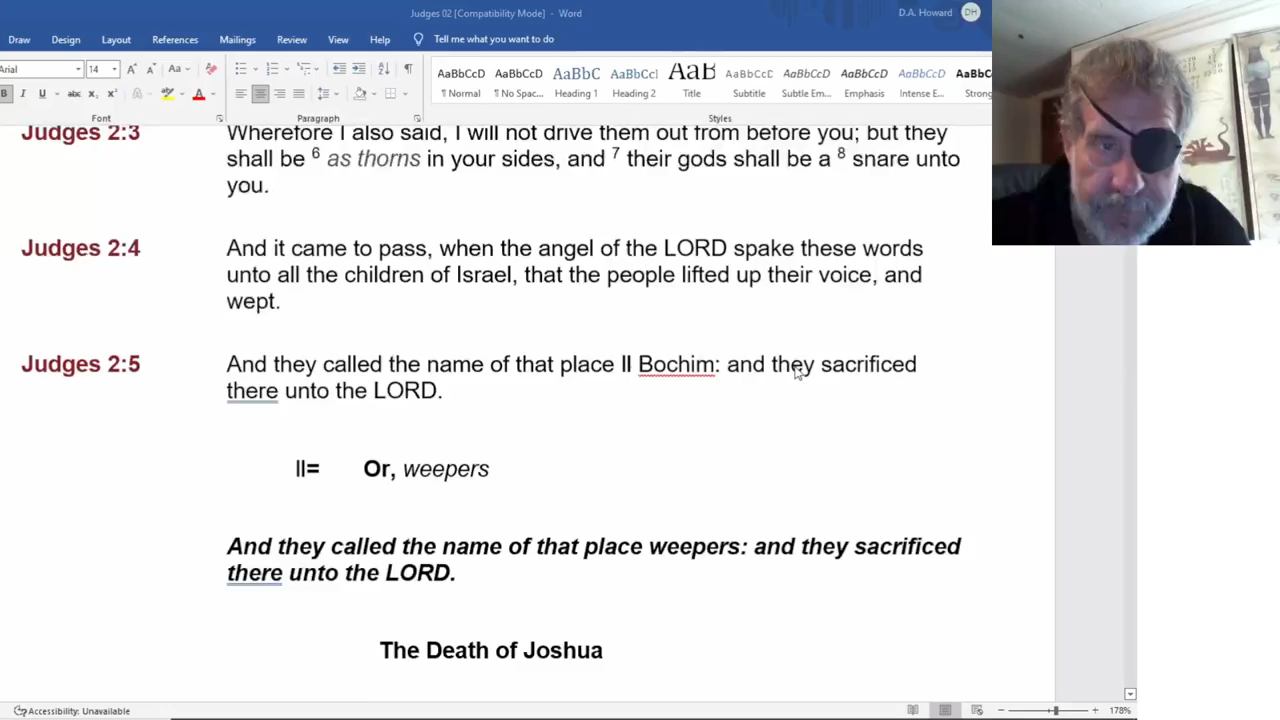 Judges 02 [Compatibility Mode] - Word
D.A. Howard
DH
Draw Design Layout References Mailings Review View Help Tell me what you want to do
Arial 14 A A Aa
B I U abc x₂ x² A A
AaBbCcD AaBbCcD AaBbC AaBbCcl AaB AaBbCcD AaBbCcD AaBbCcD AaBbCcD AaBbCc
¶ Normal ¶ No Spac... Heading 1 Heading 2 Title Subtitle Subtle Em... Emphasis Intense E... Strong
Font Paragraph Styles
Judges 2:3 Wherefore I also said, I will not drive them out from before you; but they
shall be 6 as thorns in your sides, and 7 their gods shall be a 8 snare unto
you.
Judges 2:4 And it came to pass, when the angel of the LORD spake these words
unto all the children of Israel, that the people lifted up their voice, and
wept.
Judges 2:5 And they called the name of that place ll Bochim: and they sacrificed
there unto the LORD.
ll= Or, weepers
And they called the name of that place weepers: and they sacrificed
there unto the LORD.
The Death of Joshua
Accessibility: Unavailable
178%